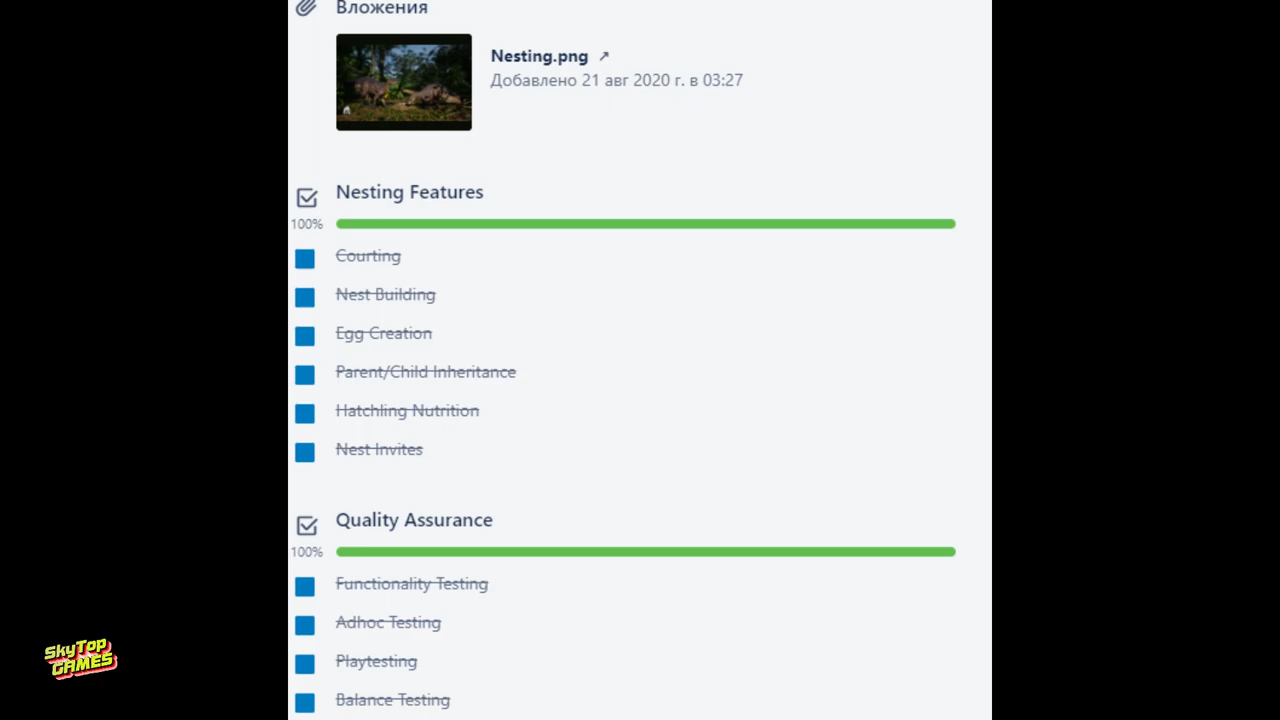 Вложения
Nesting.png ↗
Добавлено 21 авг 2020 г. в 03:27
Nesting Features
100%
Courting
Nest Building
Egg Creation
Parent/Child Inheritance
Hatchling Nutrition
Nest Invites
Quality Assurance
100%
Functionality Testing
Adhoc Testing
Playtesting
Balance Testing
SkyTop
GAMES